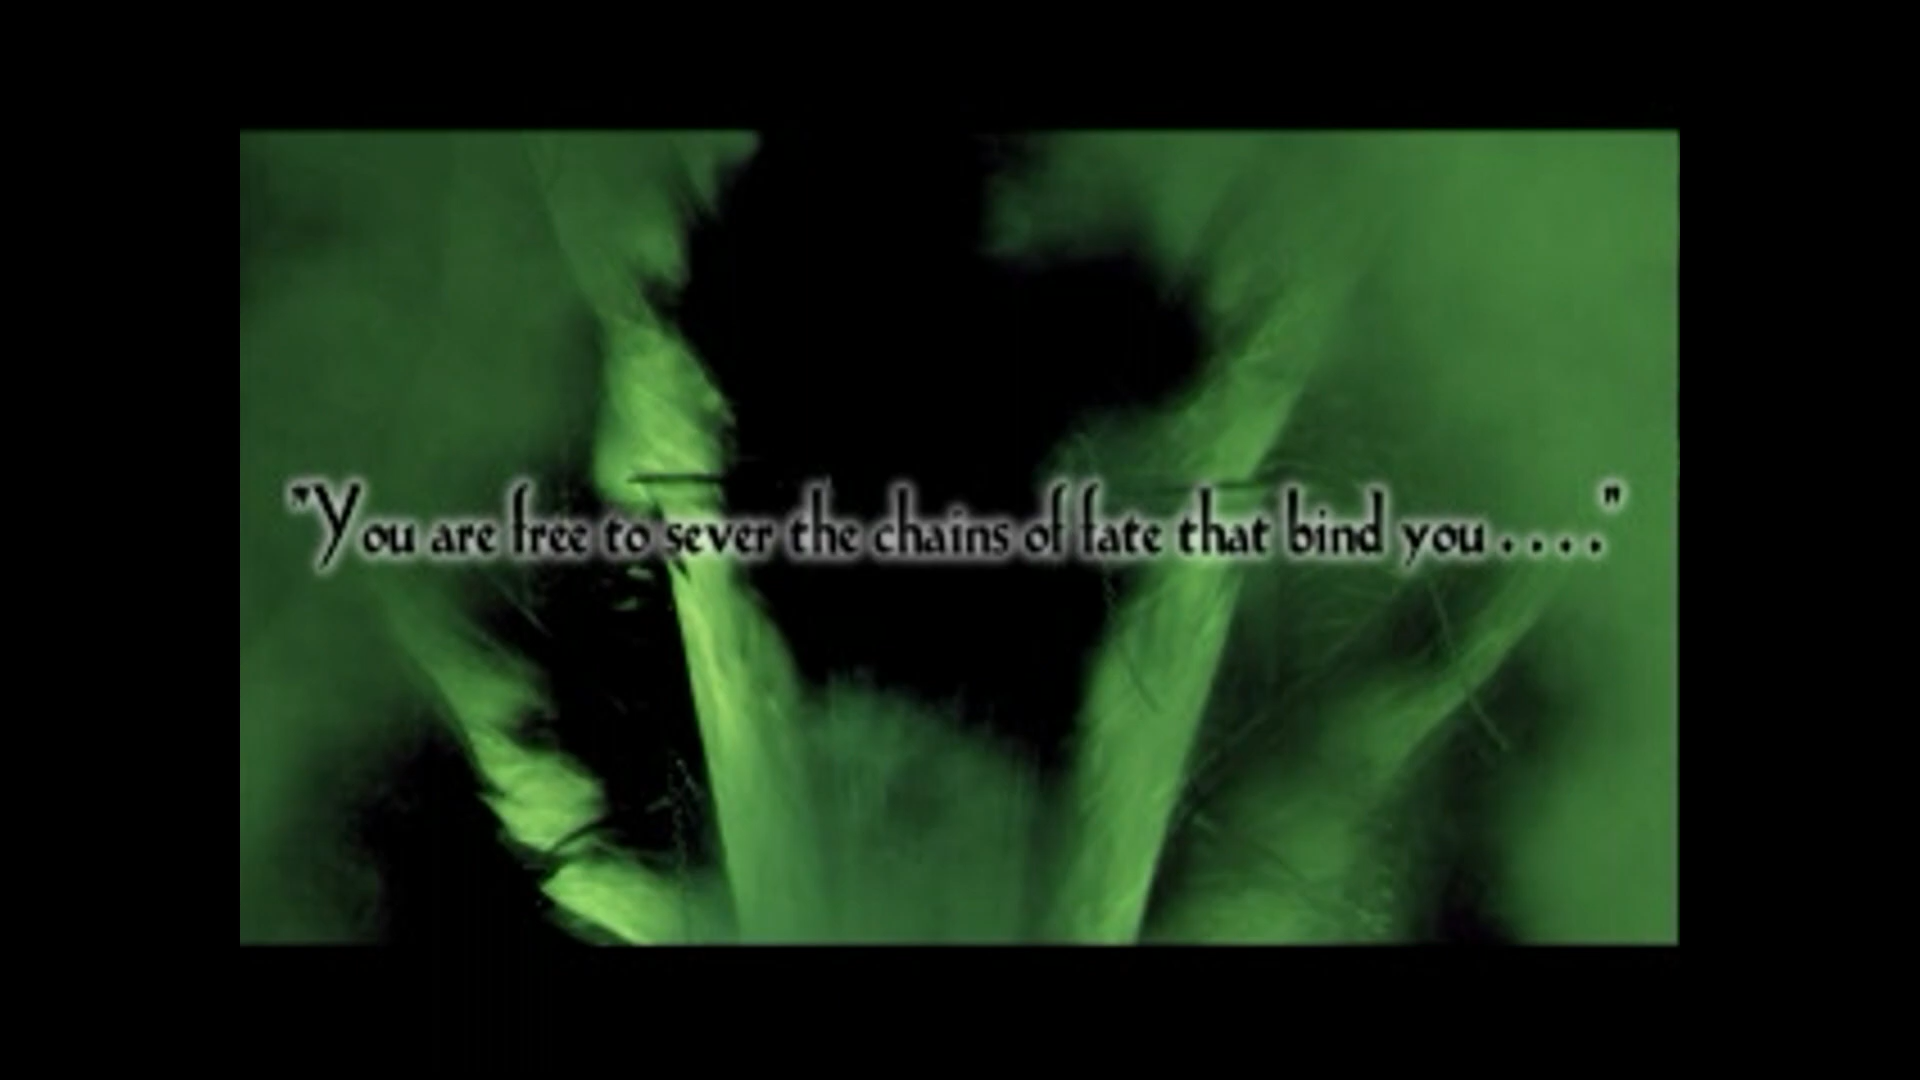 "You are free to sever the chains of fate that bind you . . . ."